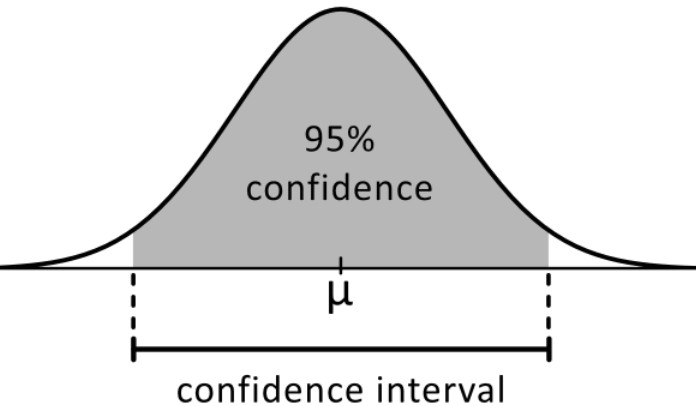 95%
confidence
μ
confidence interval